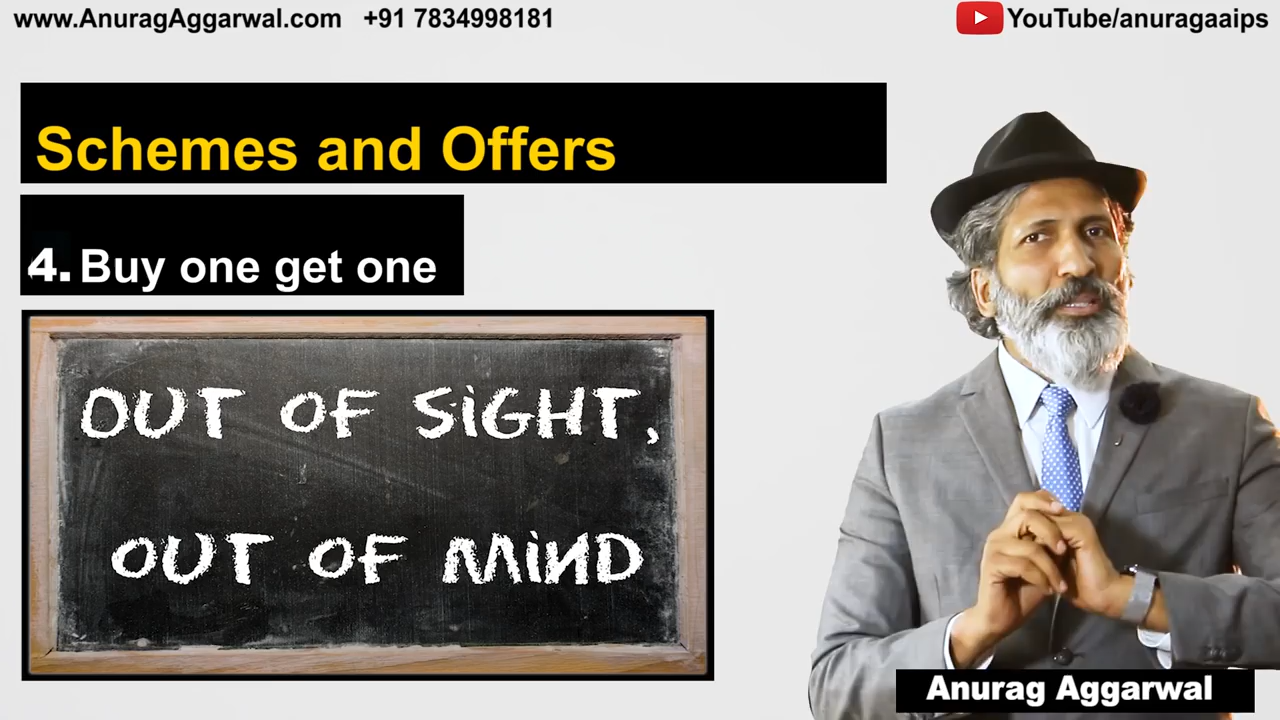 www.AnuragAggarwal.com +91 7834998181
YouTube/anuragaaips
Schemes and Offers
4. Buy one get one
OUT OF SiGHT,
OUT OF MiND
Anurag Aggarwal